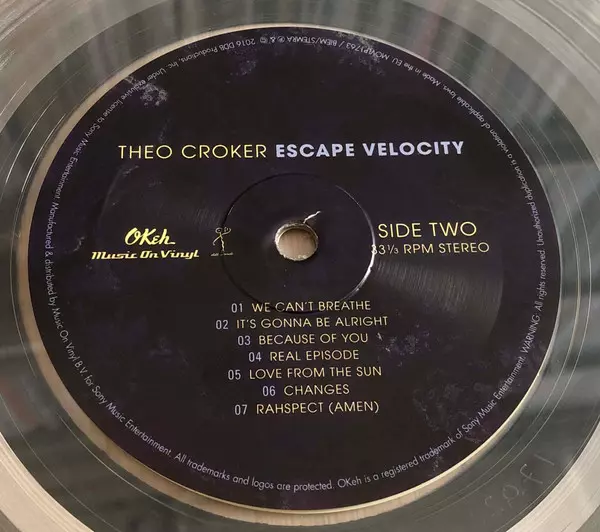 THEO CROKER ESCAPE VELOCITY
OKeh
Music On Vinyl
SIDE TWO
33⅓ RPM STEREO
01 WE CAN'T BREATHE
02 IT'S GONNA BE ALRIGHT
03 BECAUSE OF YOU
04 REAL EPISODE
05 LOVE FROM THE SUN
06 CHANGES
07 RAHSPECT (AMEN)
MOVLP1763 / BIEM/STEMRA ℗ & © 2016 DDB Productions, Inc. Under exclusive license to Sony Music Entertainment. Manufactured & distributed by Music On Vinyl B.V. for Sony Music Entertainment. All trademarks and logos are protected. OKeh is a registered trademark of Sony Music Entertainment. WARNING: All rights reserved. Unauthorized duplication is a violation of applicable laws. Made in the EU.